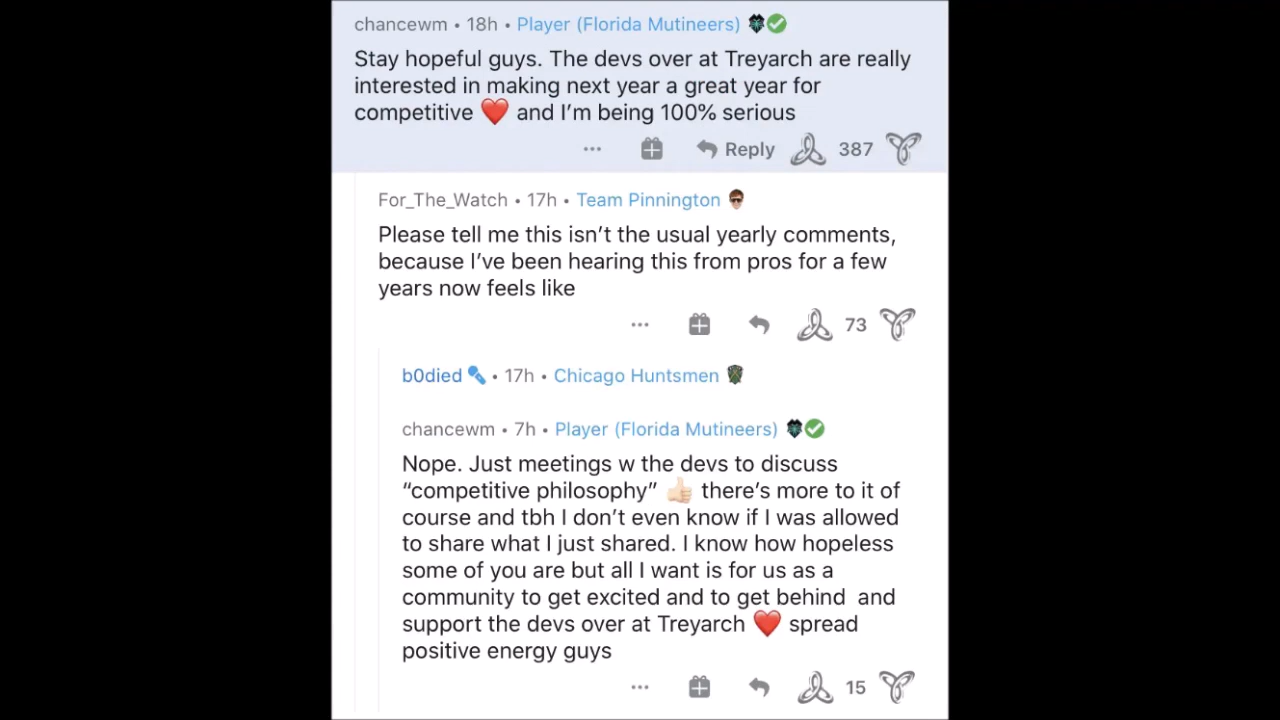 chancewm • 18h • Player (Florida Mutineers)
Stay hopeful guys. The devs over at Treyarch are really
interested in making next year a great year for
competitive ❤️ and I’m being 100% serious
··· Reply 387
For_The_Watch • 17h • Team Pinnington
Please tell me this isn’t the usual yearly comments,
because I’ve been hearing this from pros for a few
years now feels like
··· 73
b0died • 17h • Chicago Huntsmen
chancewm • 7h • Player (Florida Mutineers)
Nope. Just meetings w the devs to discuss
“competitive philosophy” 👍🏻 there’s more to it of
course and tbh I don’t even know if I was allowed
to share what I just shared. I know how hopeless
some of you are but all I want is for us as a
community to get excited and to get behind  and
support the devs over at Treyarch ❤️ spread
positive energy guys
··· 15